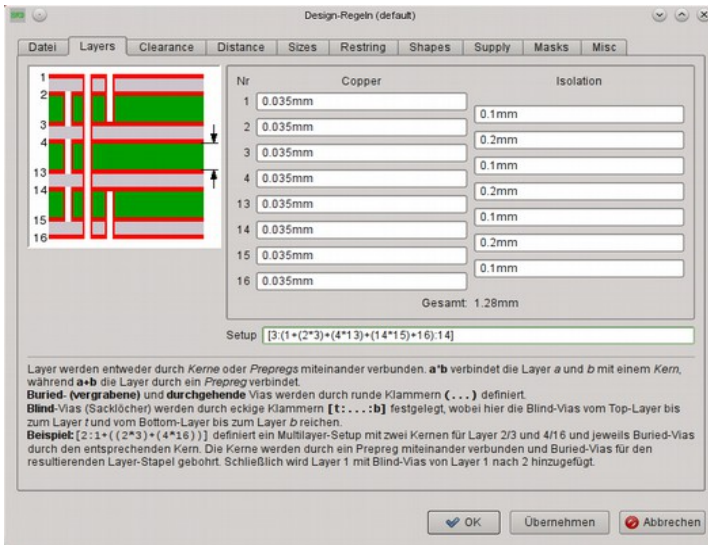 Design-Regeln (default)
Datei Layers Clearance Distance Sizes Restring Shapes Supply Masks Misc
Nr Copper Isolation
1 0.035mm
0.1mm
2 0.035mm
0.2mm
3 0.035mm
0.1mm
4 0.035mm
0.2mm
13 0.035mm
0.1mm
14 0.035mm
0.2mm
15 0.035mm
0.1mm
16 0.035mm
Gesamt: 1.28mm
1
2
3
4
13
14
15
16
Setup [3:(1+(2*3)+(4*13)+(14*15)+16):14]
Layer werden entweder durch Kerne oder Prepregs miteinander verbunden. a*b verbindet die Layer a und b mit einem Kern,
während a+b die Layer durch ein Prepreg verbindet.
Buried- (vergrabene) und durchgehende Vias werden durch runde Klammern (...) definiert.
Blind-Vias (Sacklöcher) werden durch eckige Klammern [t:...:b] festgelegt, wobei hier die Blind-Vias vom Top-Layer bis
zum Layer t und vom Bottom-Layer bis zum Layer b reichen.
Beispiel: [2:1+((2*3)+(4*16))] definiert ein Multilayer-Setup mit zwei Kernen für Layer 2/3 und 4/16 und jeweils Buried-Vias
durch den entsprechenden Kern. Die Kerne werden durch ein Prepreg miteinander verbunden und Buried-Vias für den
resultierenden Layer-Stapel gebohrt. Schließlich wird Layer 1 mit Blind-Vias von Layer 1 nach 2 hinzugefügt.
OK Übernehmen Abbrechen